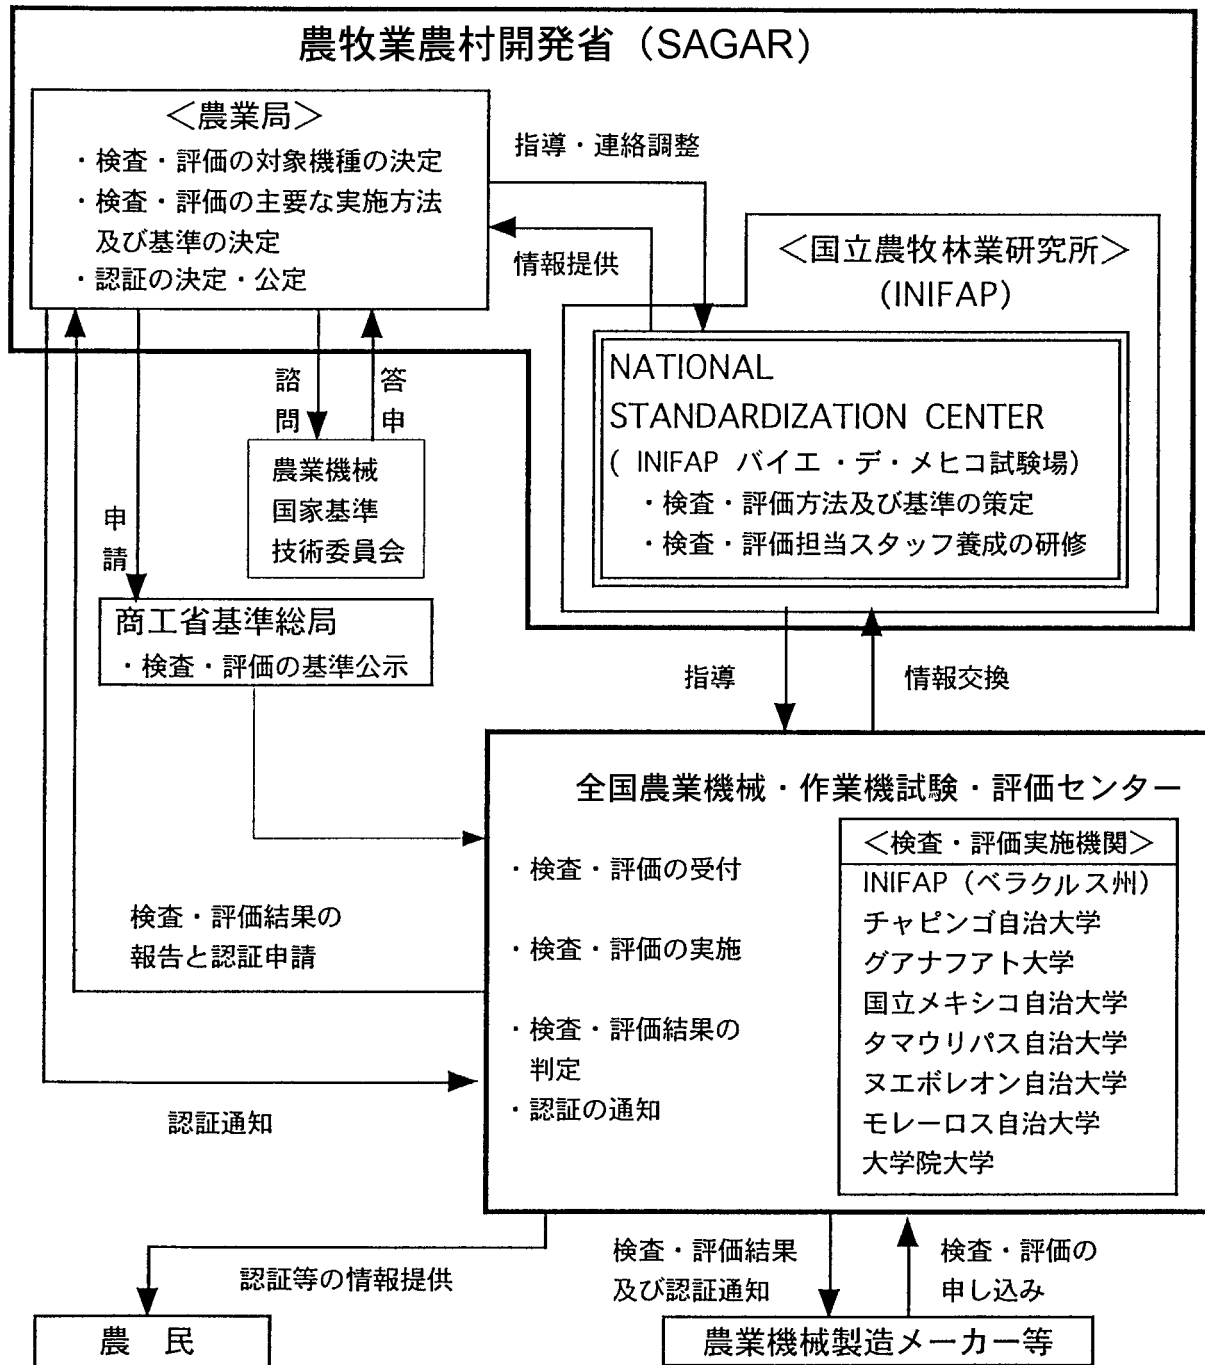 農牧業農村開発省（SAGAR）
＜農業局＞
・検査・評価の対象機種の決定
・検査・評価の主要な実施方法
及び基準の決定
・認証の決定・公定
指導・連絡調整
情報提供
＜国立農牧林業研究所＞
(INIFAP)
NATIONAL
STANDARDIZATION CENTER
( INIFAP バイエ・デ・メヒコ試験場)
・検査・評価方法及び基準の策定
・検査・評価担当スタッフ養成の研修
諮問
答申
農業機械
国家基準
技術委員会
申請
商工省基準総局
・検査・評価の基準公示
指導
情報交換
全国農業機械・作業機試験・評価センター
・検査・評価の受付
・検査・評価の実施
・検査・評価結果の
判定
・認証の通知
＜検査・評価実施機関＞
INIFAP（ベラクルス州）
チャピンゴ自治大学
グアナフアト大学
国立メキシコ自治大学
タマウリパス自治大学
ヌエボレオン自治大学
モレーロス自治大学
大学院大学
検査・評価結果の
報告と認証申請
認証通知
認証等の情報提供
検査・評価結果
及び認証通知
検査・評価の
申し込み
農　民
農業機械製造メーカー等